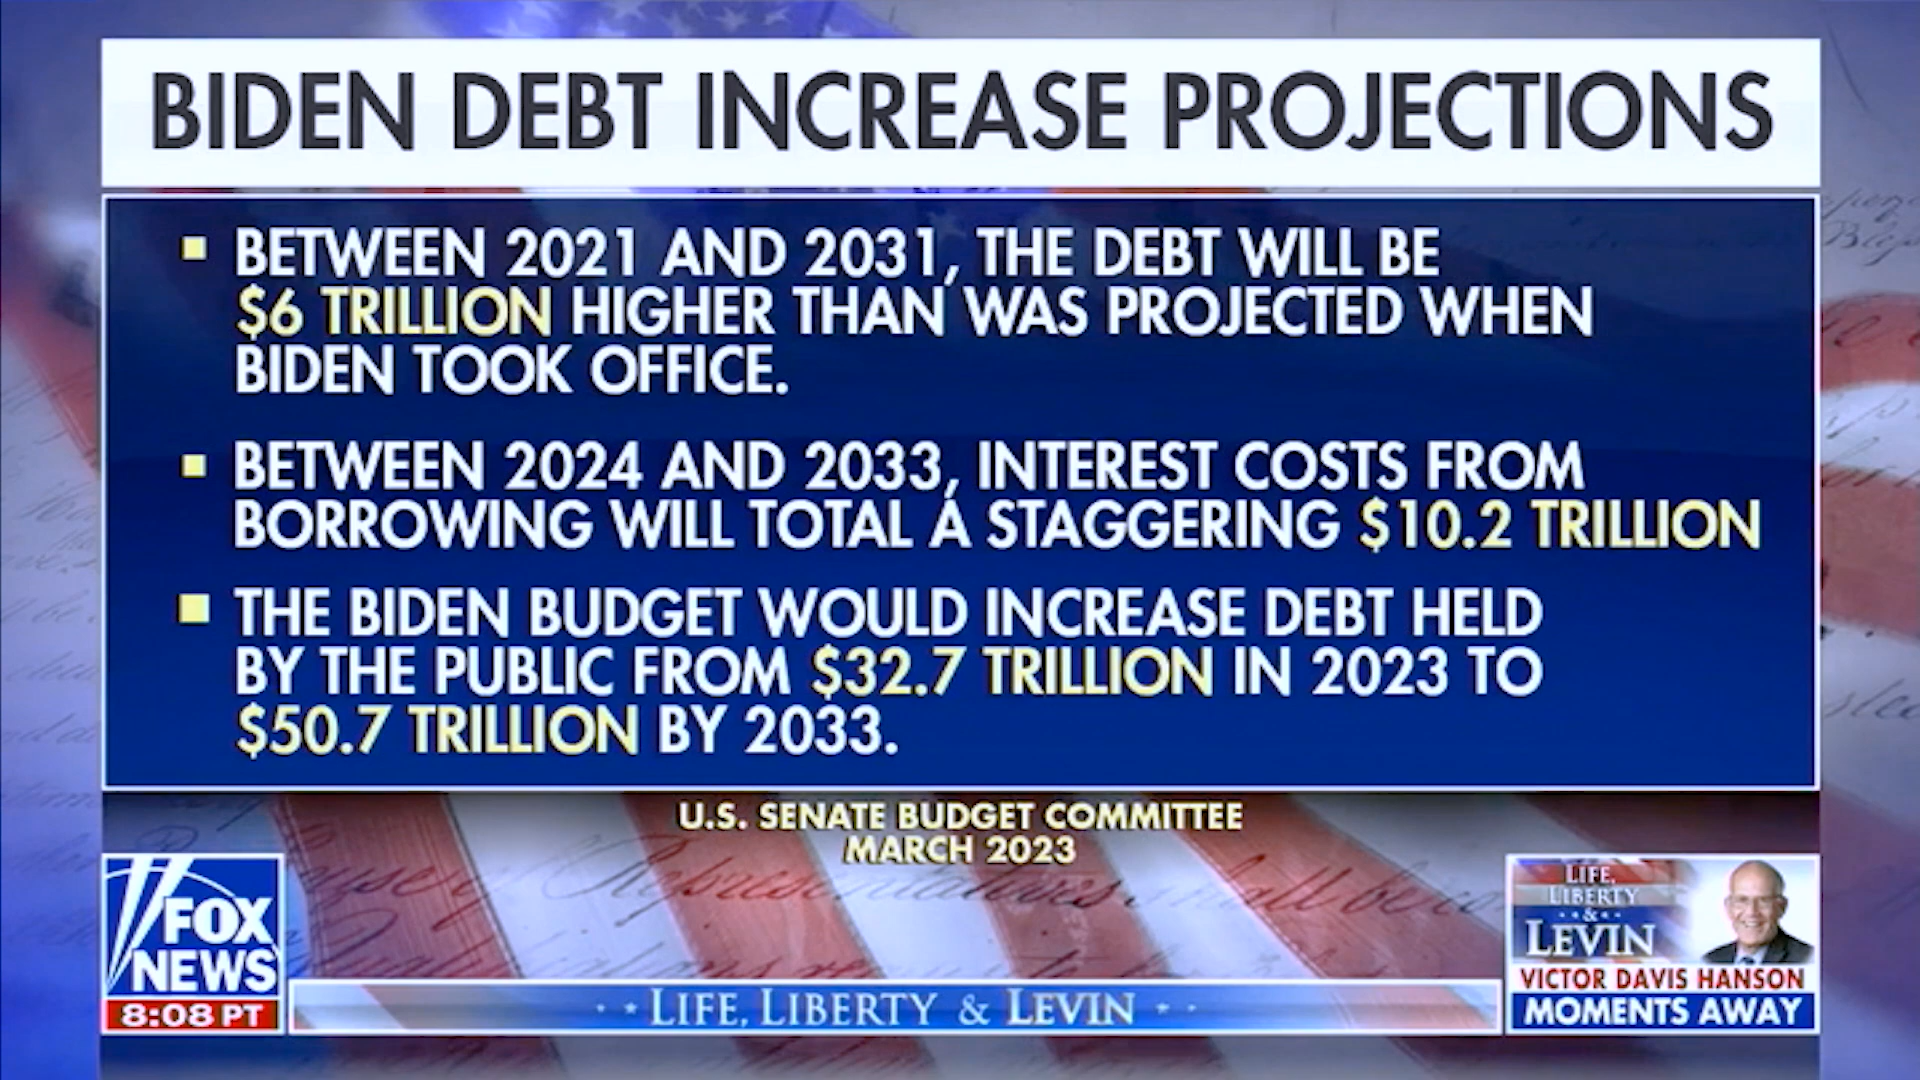 BIDEN DEBT INCREASE PROJECTIONS
BETWEEN 2021 AND 2031, THE DEBT WILL BE
$6 TRILLION HIGHER THAN WAS PROJECTED WHEN
BIDEN TOOK OFFICE.
BETWEEN 2024 AND 2033, INTEREST COSTS FROM
BORROWING WILL TOTAL A STAGGERING $10.2 TRILLION
THE BIDEN BUDGET WOULD INCREASE DEBT HELD
BY THE PUBLIC FROM $32.7 TRILLION IN 2023 TO
$50.7 TRILLION BY 2033.
U.S. SENATE BUDGET COMMITTEE
MARCH 2023
FOX
NEWS
8:08 PT
LIFE, LIBERTY & LEVIN
LIFE,
LIBERTY
&
LEVIN
VICTOR DAVIS HANSON
MOMENTS AWAY
Representatives shall be